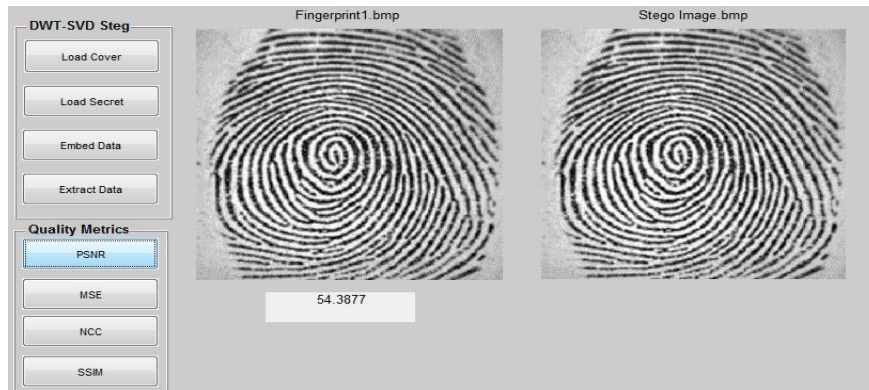 DWT-SVD Steg
Load Cover
Load Secret
Embed Data
Extract Data
Quality Metrics
PSNR
MSE
NCC
SSIM
Fingerprint1.bmp
Stego Image.bmp
54.3877